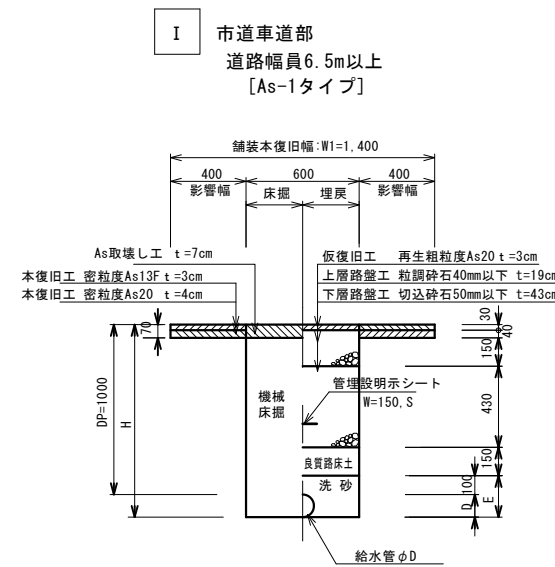 I 市道車道部
道路幅員6.5m以上
[As-1タイプ]
舗装本復旧幅:W1=1,400
400 600 400
影響幅 床掘 埋戻 影響幅
As取壊し工 t=7cm
本復旧工 密粒度As13F t=3cm
本復旧工 密粒度As20 t=4cm
仮復旧工 再生粗粒度As20 t=3cm
上層路盤工 粒調砕石40mm以下 t=19cm
下層路盤工 切込砕石50mm以下 t=43cm
70
30
40
150
DP=1000
H
機械
床掘
管埋設明示シート
W=150,S
430
良質路床土
150
洗砂
100
D
E
給水管φD